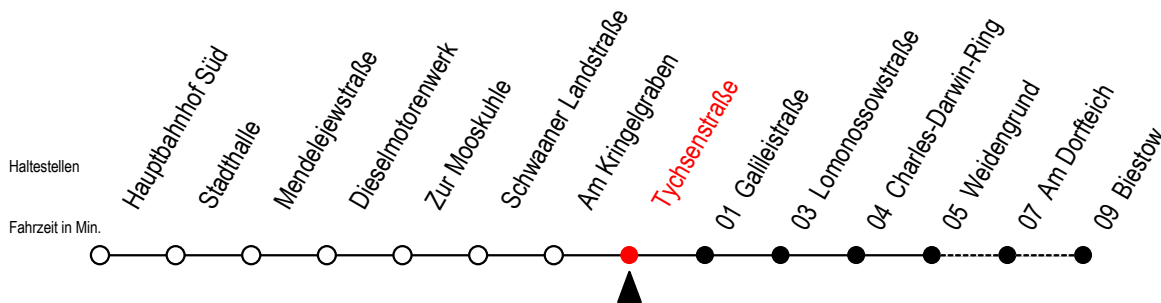 Hauptbahnhof Süd
Stadthalle
Mendelejewstraße
Dieselmotorenwerk
Zur Mooskuhle
Schwaaner Landstraße
Am Kringelgraben
Tychsenstraße
01 Galileistraße
03 Lomonossowstraße
04 Charles-Darwin-Ring
05 Weidengrund
07 Am Dorfteich
09 Biestow
Haltestellen
Fahrzeit in Min.